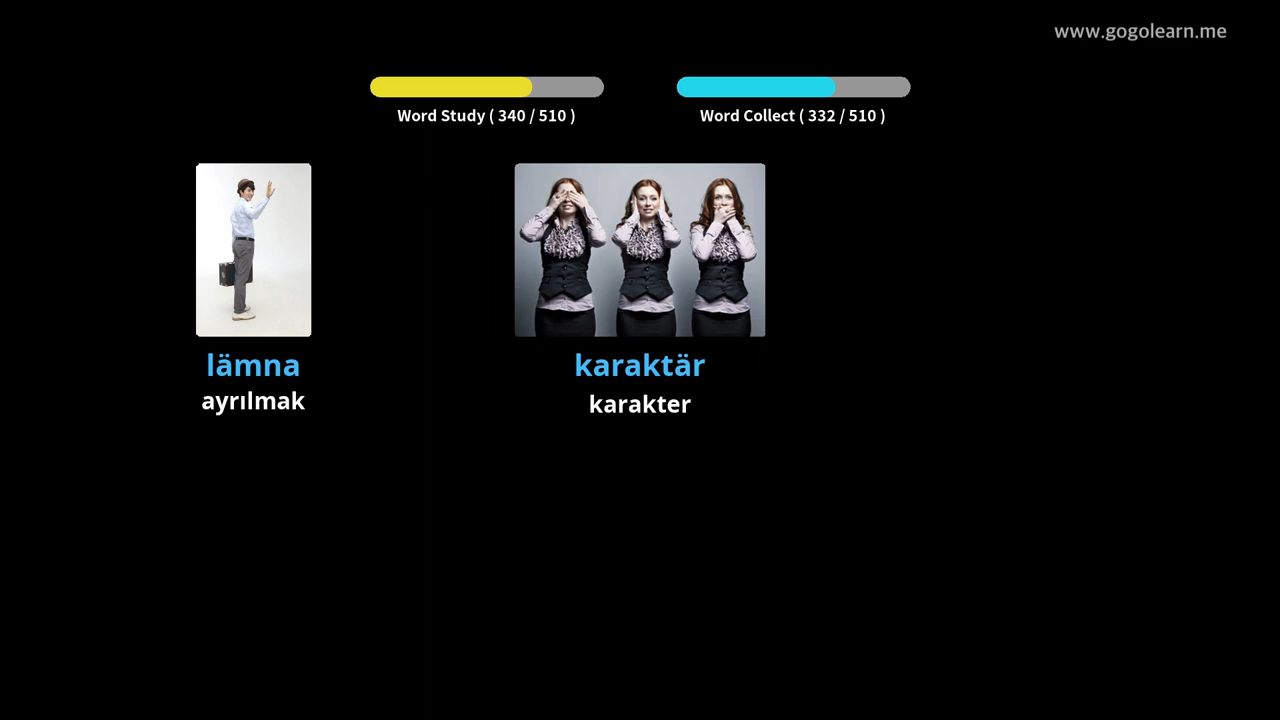 www.gogolearn.me
Word Study ( 340 / 510 )
Word Collect ( 332 / 510 )
lämna
ayrılmak
karaktär
karakter